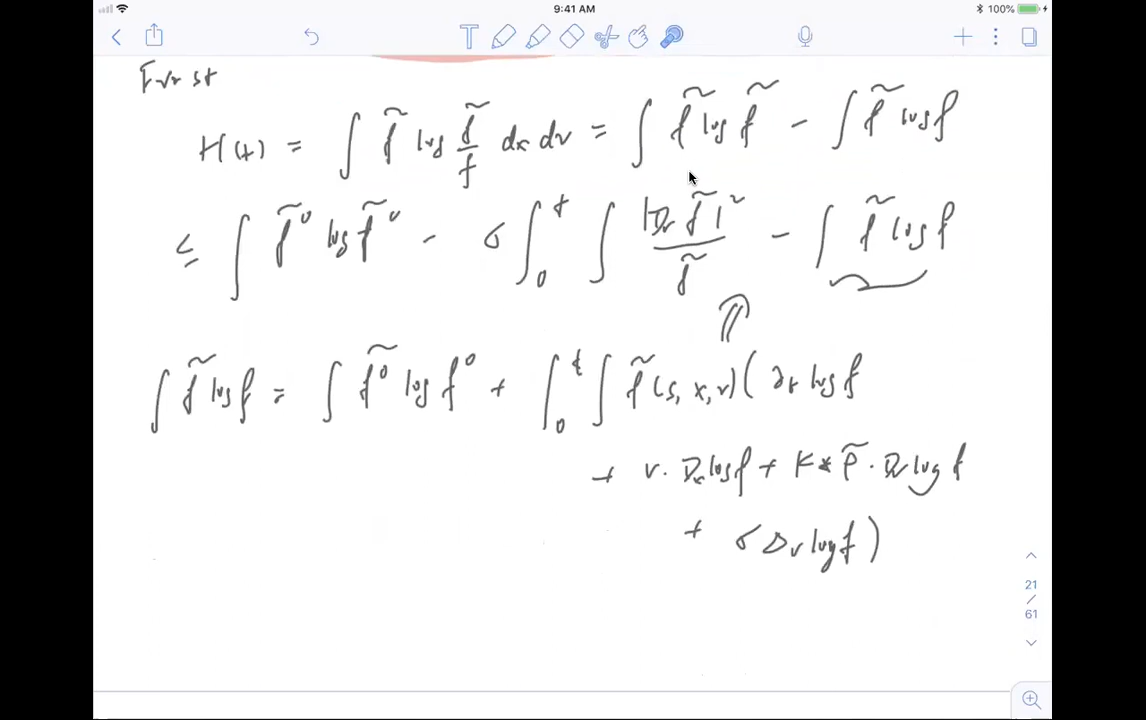 9:41 AM
100%
T
First
H(t) = ∫ f̃ log f̃/f dx dv = ∫ f̃ log f̃ − ∫ f̃ log f
≤ ∫ f̃⁰ log f̃⁰ − σ ∫₀ᵗ ∫ |∇ᵥ f̃|²/f̃ − ∫ f̃ log f
∫ f̃ log f = ∫ f̃⁰ log f⁰ + ∫₀ᵗ ∫ f̃(s, x, v) ( ∂ₜ log f
+ v · ∇ₓ log f + K ⋆ ρ̃ · ∇ᵥ log f
+ σ Δᵥ log f )
21
/
61